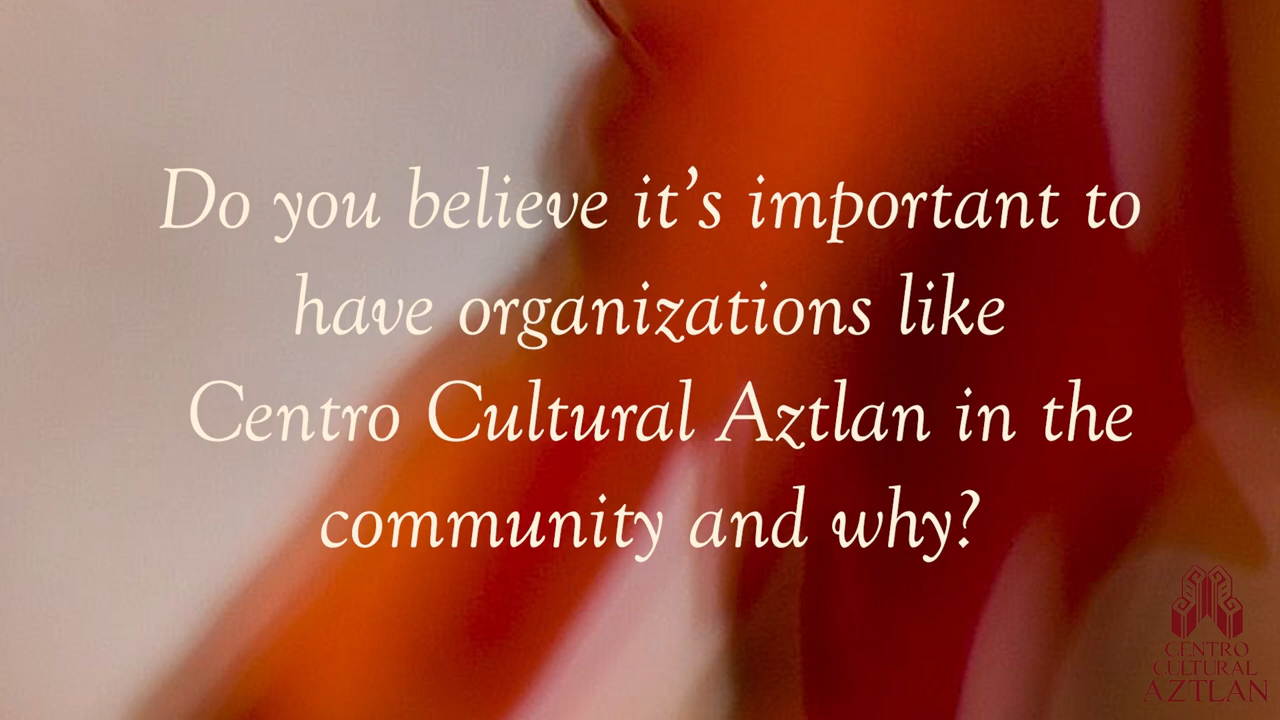 Do you believe it's important to
have organizations like
Centro Cultural Aztlan in the
community and why?
CENTRO
CULTURAL
AZTLAN